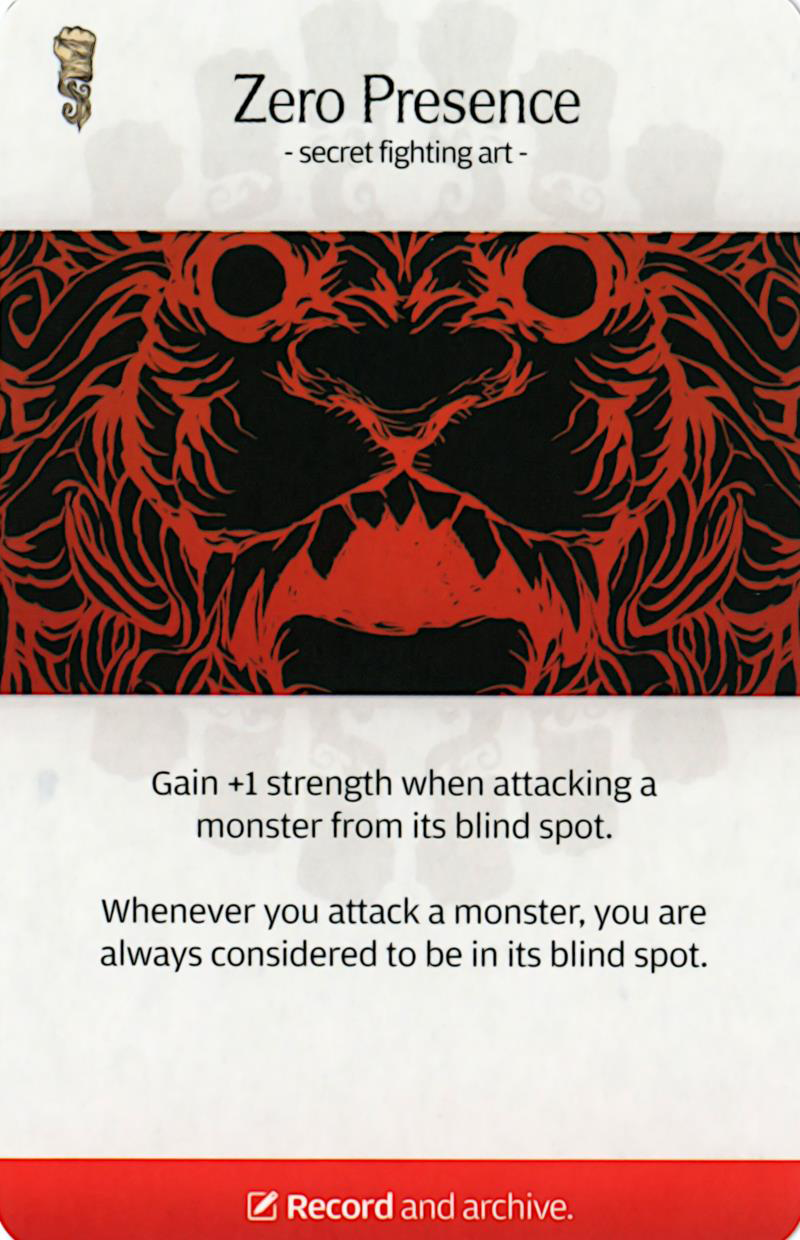 Zero Presence
- secret fighting art -
Gain +1 strength when attacking a
monster from its blind spot.
Whenever you attack a monster, you are
always considered to be in its blind spot.
Record and archive.